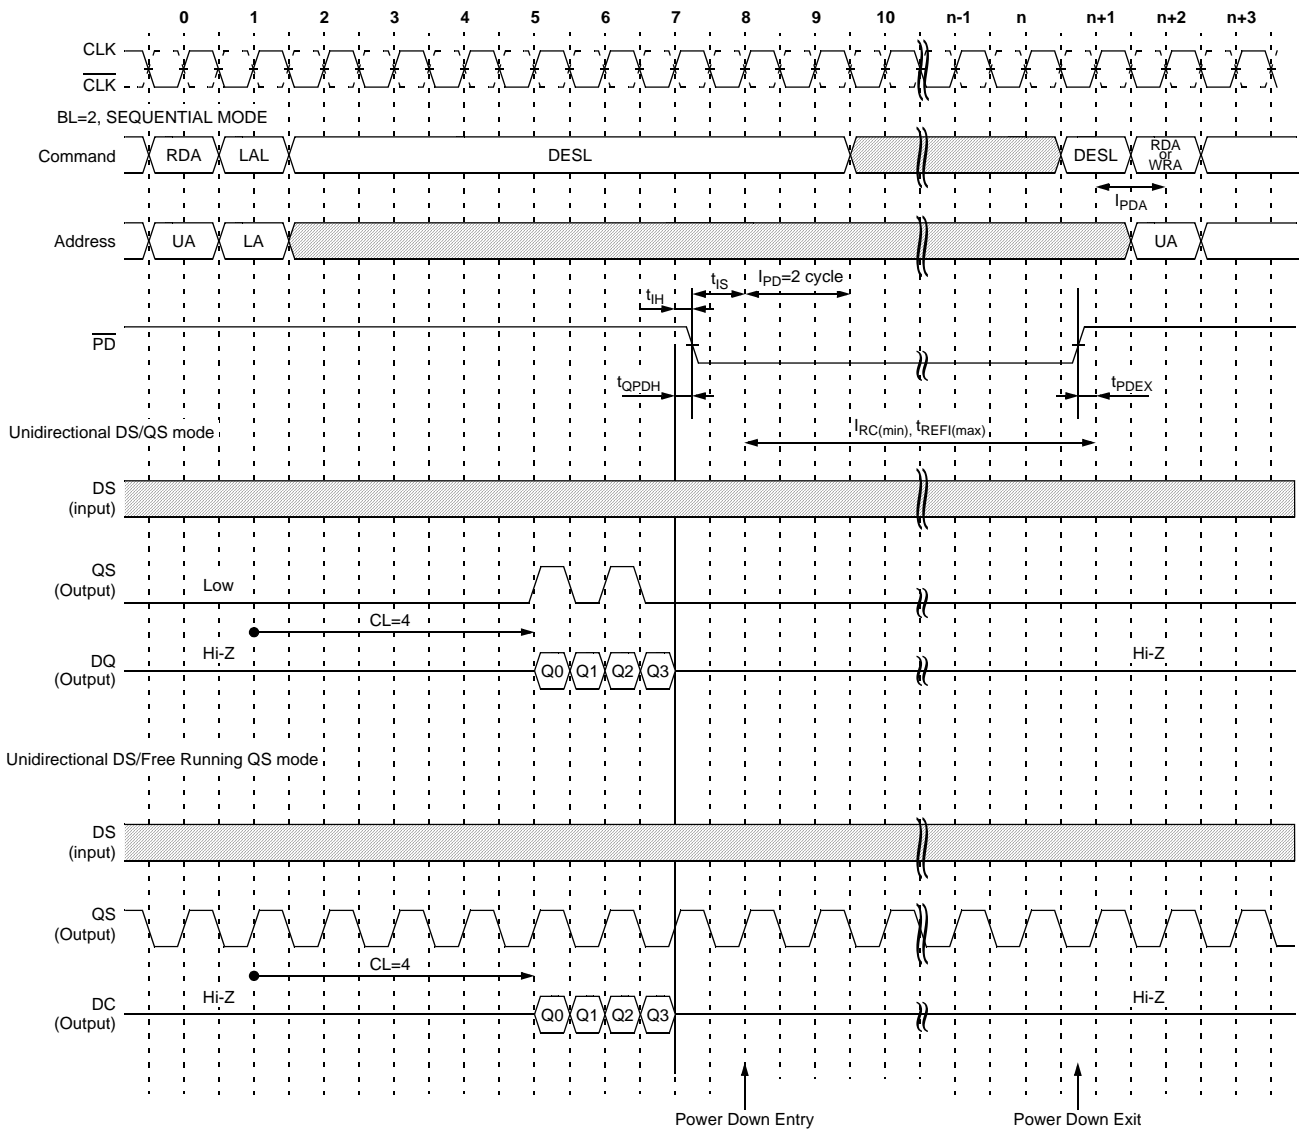 0 1 2 3 4 5 6 7 8 9 10 n-1 n n+1 n+2 n+3
CLK
CLK
BL=2, SEQUENTIAL MODE
Command RDA LAL DESL DESL RDA or WRA
IPDA
Address UA LA UA
tIH tIS IPD=2 cycle
PD
tQPDH tPDEX
Unidirectional DS/QS mode
IRC(min), tREFI(max)
DS
(input)
QS
(Output)
Low
CL=4
Hi-Z Hi-Z
DQ
(Output)
Q0 Q1 Q2 Q3
Unidirectional DS/Free Running QS mode
DS
(input)
QS
(Output)
CL=4
Hi-Z Hi-Z
DC
(Output)
Q0 Q1 Q2 Q3
Power Down Entry Power Down Exit